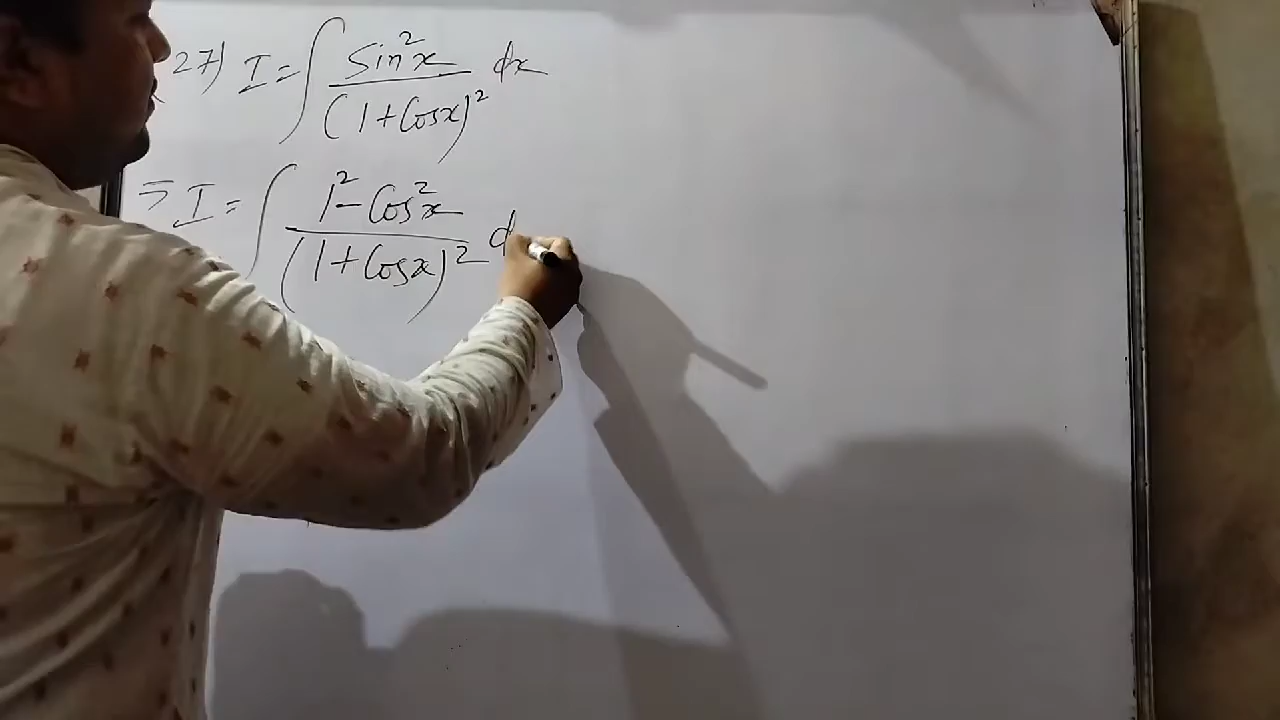 27) I = ∫ Sin²x / (1 + Cosx)² dx
⇒ I = ∫ 1² - Cos²x / (1 + Cosx)² d